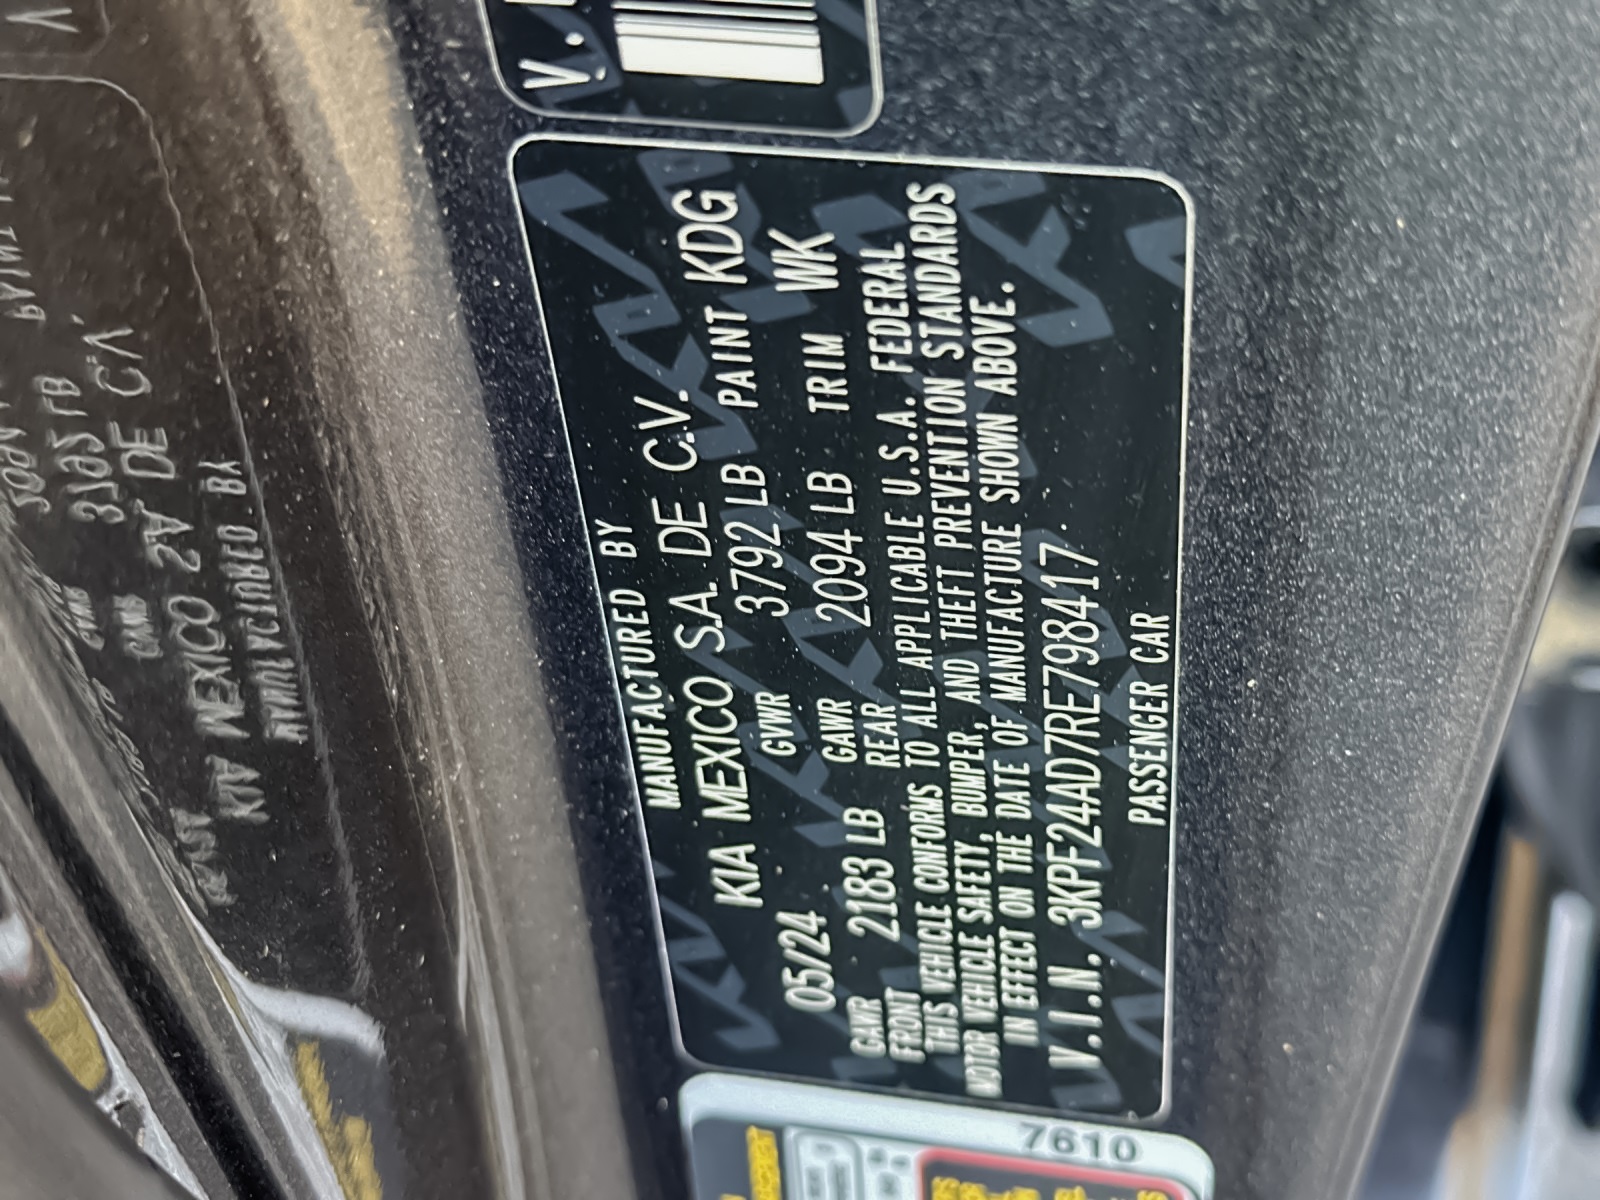 MANUFACTURED BY
KIA MEXICO S.A. DE C.V.
05/24 GVWR 3792 LB PAINT KDG
GAWR FRONT 2183 LB GAWR REAR 2094 LB TRIM WK
THIS VEHICLE CONFORMS TO ALL APPLICABLE U.S.A. FEDERAL
MOTOR VEHICLE SAFETY, BUMPER, AND THEFT PREVENTION STANDARDS
IN EFFECT ON THE DATE OF MANUFACTURE SHOWN ABOVE.
V.I.N. 3KPF24AD7RE798417
PASSENGER CAR
7610